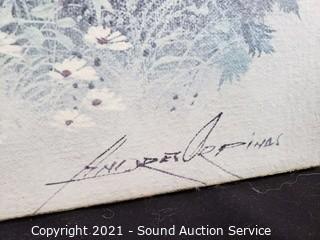 Andres Orpinas
Copyright 2021 - Sound Auction Service